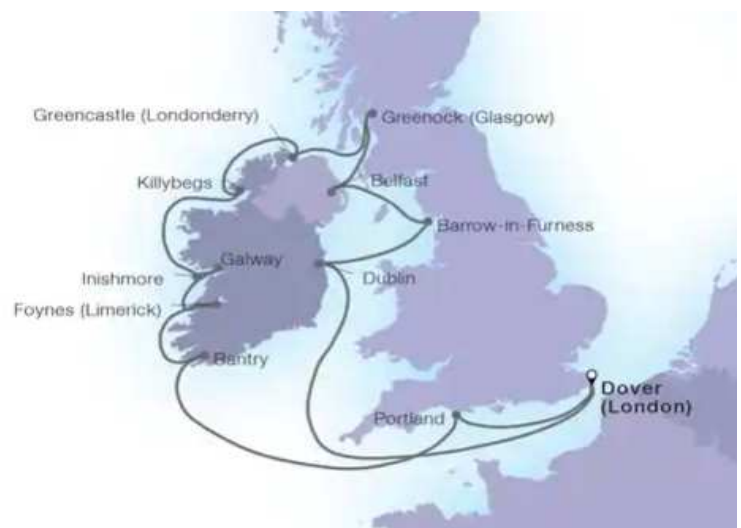 Greencastle (Londonderry)
Greenock (Glasgow)
Killybegs
Belfast
Barrow-in-Furness
Galway
Inishmore
Dublin
Foynes (Limerick)
Bantry
Dover
(London)
Portland